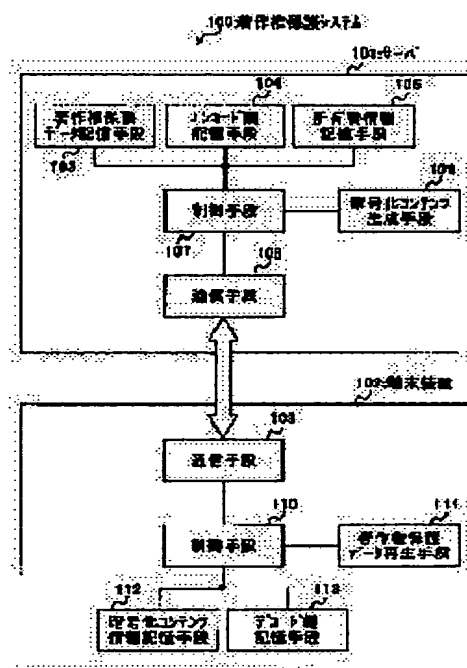 100:著作権保護システム
101:サーバ
104
105
著作権保護
データ記憶手段
エンコード鍵
記憶手段
所有者情報
記憶手段
103
106
制御手段
暗号化コンテンツ
生成手段
107
108
通信手段
102:端末装置
通信手段
110
111
制御手段
著作権保護
データ再生手段
112
113
暗号化コンテンツ
情報記憶手段
デコード鍵
記憶手段